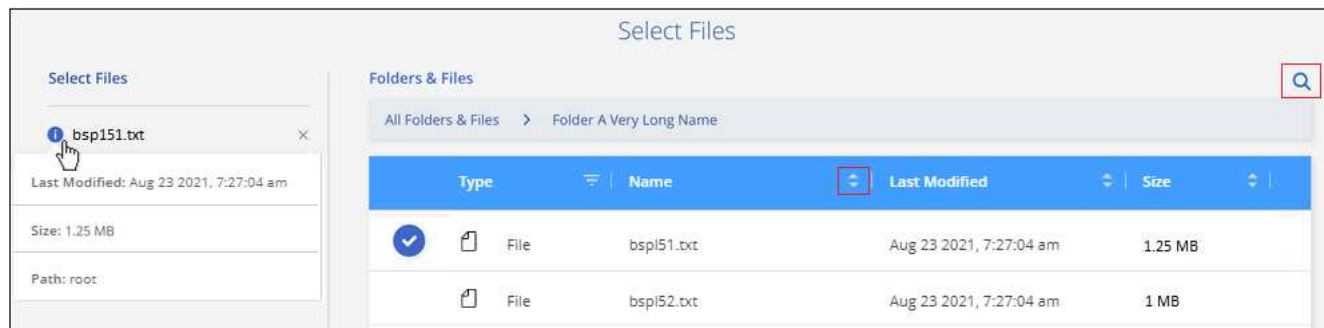 Select Files
Select Files
bsp151.txt
Last Modified: Aug 23 2021, 7:27:04 am
Size: 1.25 MB
Path: root
Folders & Files
All Folders & Files > Folder A Very Long Name
Type Name Last Modified Size
File bspl51.txt Aug 23 2021, 7:27:04 am 1.25 MB
File bspl52.txt Aug 23 2021, 7:27:04 am 1 MB